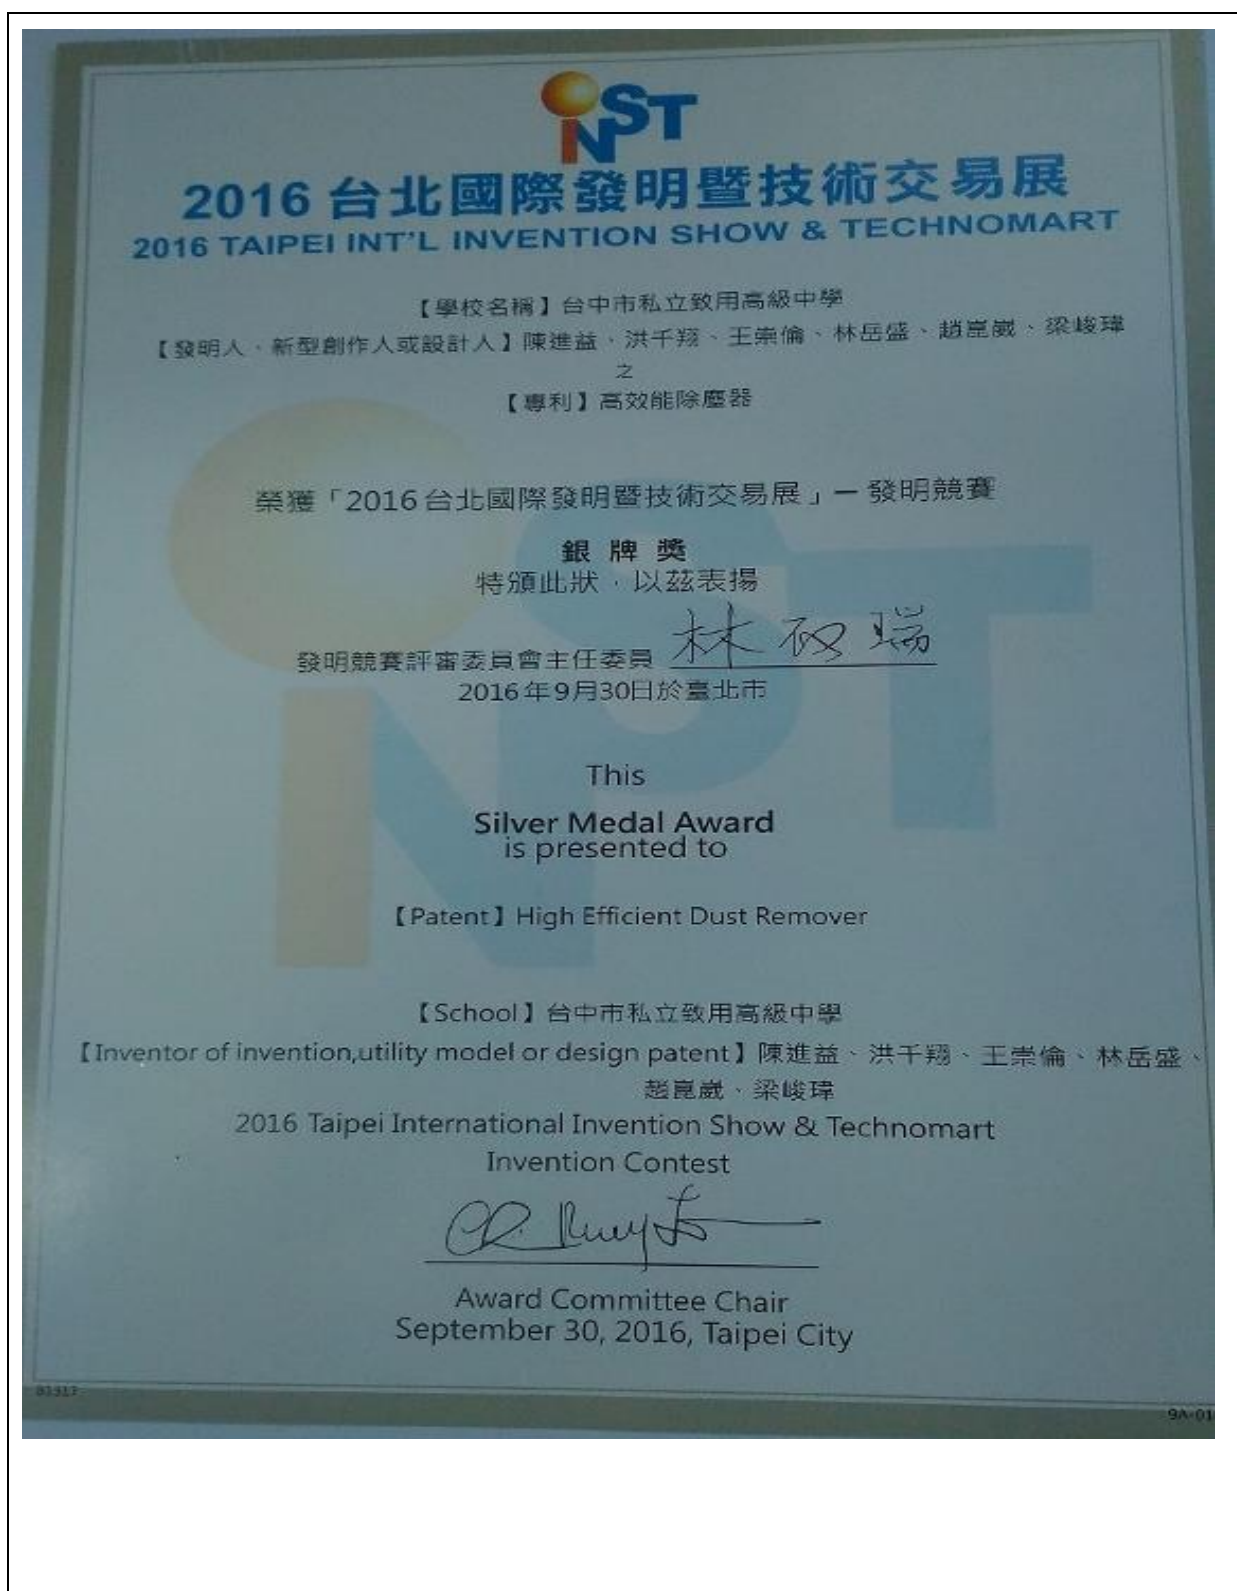 iNST
2016 台北國際發明暨技術交易展
2016 TAIPEI INT'L INVENTION SHOW & TECHNOMART
【學校名稱】台中市私立致用高級中學
【發明人、新型創作人或設計人】陳進益、洪千翔、王崇倫、林岳盛、趙崑崴、梁峻瑋
之
【專利】高效能除塵器
榮獲「2016台北國際發明暨技術交易展」— 發明競賽
銀 牌 獎
特頒此狀,以茲表揚
發明競賽評審委員會主任委員 林 瑞
2016年9月30日於臺北市
This
Silver Medal Award
is presented to
【Patent】High Efficient Dust Remover
【School】台中市私立致用高級中學
【Inventor of invention,utility model or design patent】陳進益、洪千翔、王崇倫、林岳盛、
趙崑崴、梁峻瑋
2016 Taipei International Invention Show & Technomart
Invention Contest
Award Committee Chair
September 30, 2016, Taipei City
9A-01